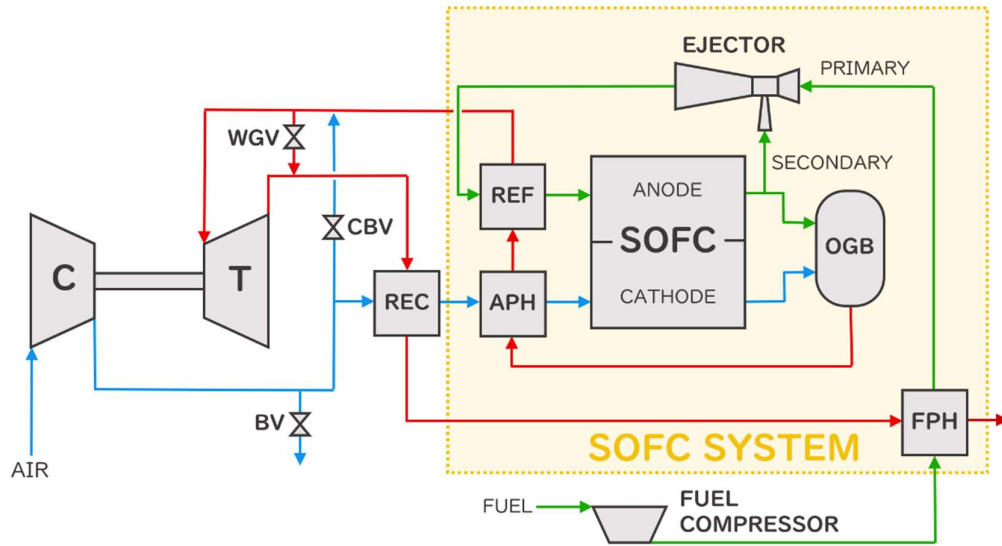 EJECTOR
PRIMARY
WGV
SECONDARY
REF
ANODE
CBV
SOFC
OGB
C
T
REC
APH
CATHODE
BV
FPH
SOFC SYSTEM
AIR
FUEL
FUEL
COMPRESSOR